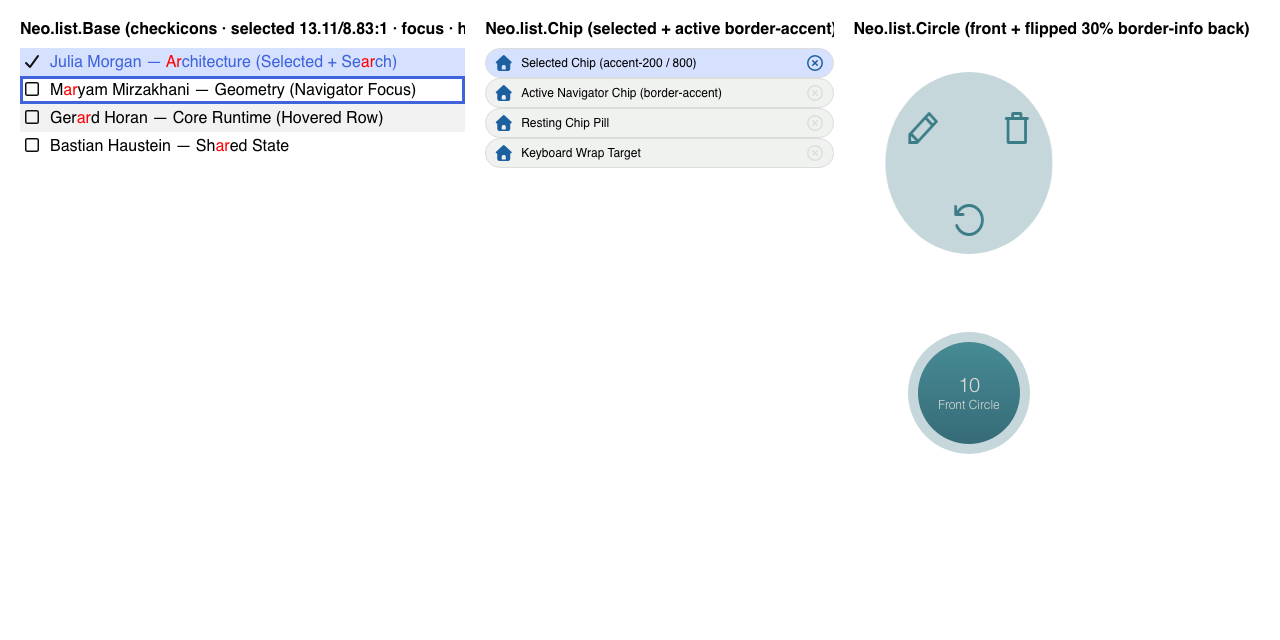 Neo.list.Base (checkicons · selected 13.11/8.83:1 · focus · h
Julia Morgan — Architecture (Selected + Search)
Maryam Mirzakhani — Geometry (Navigator Focus)
Gerard Horan — Core Runtime (Hovered Row)
Bastian Haustein — Shared State
Neo.list.Chip (selected + active border-accent)
Selected Chip (accent-200 / 800)
Active Navigator Chip (border-accent)
Resting Chip Pill
Keyboard Wrap Target
Neo.list.Circle (front + flipped 30% border-info back)
10
Front Circle